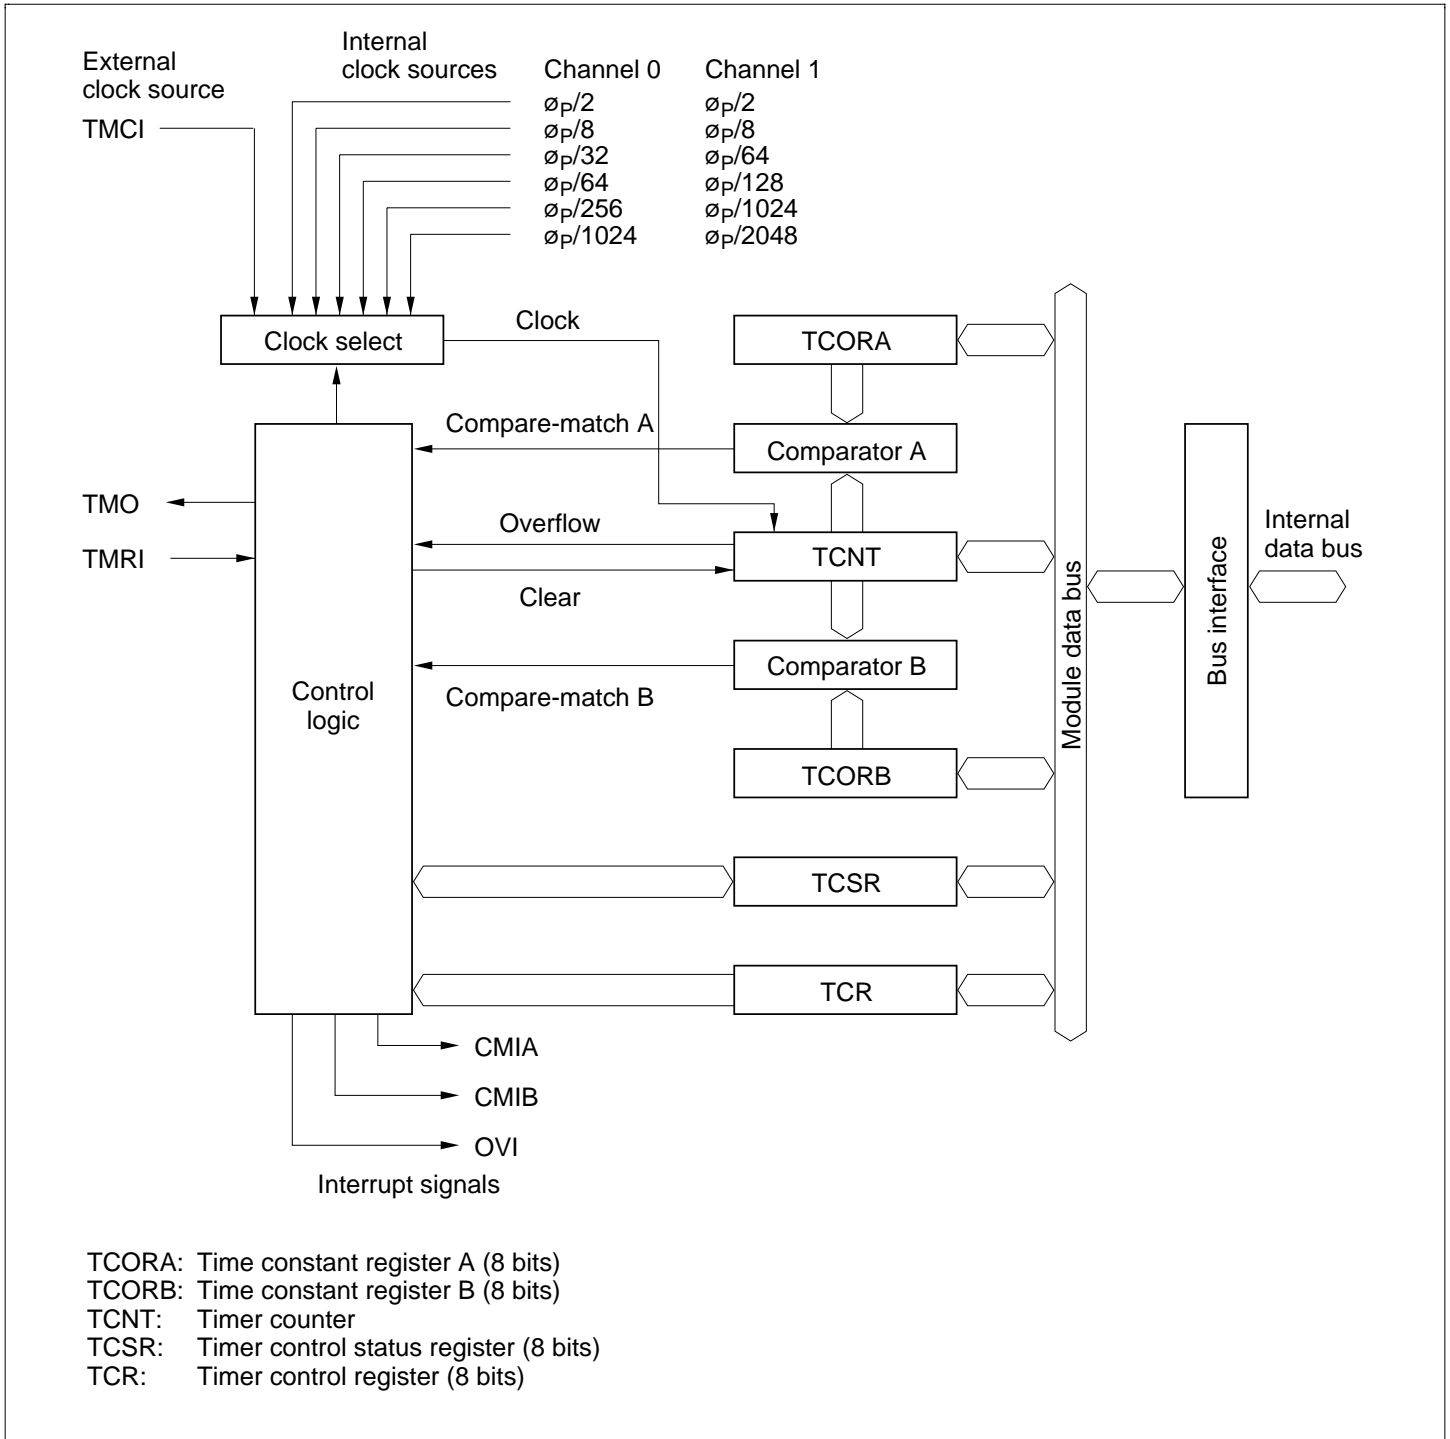 External
clock source
Internal
clock sources
Channel 0 Channel 1
TMCI
øP/2 øP/2
øP/8 øP/8
øP/32 øP/64
øP/64 øP/128
øP/256 øP/1024
øP/1024 øP/2048
Clock select
Clock
TCORA
Compare-match A
Comparator A
TMO
Overflow
TMRI
TCNT
Clear
Internal
data bus
Module data bus
Bus interface
Comparator B
Compare-match B
Control
logic
TCORB
TCSR
TCR
CMIA
CMIB
OVI
Interrupt signals
TCORA: Time constant register A (8 bits)
TCORB: Time constant register B (8 bits)
TCNT: Timer counter
TCSR: Timer control status register (8 bits)
TCR: Timer control register (8 bits)